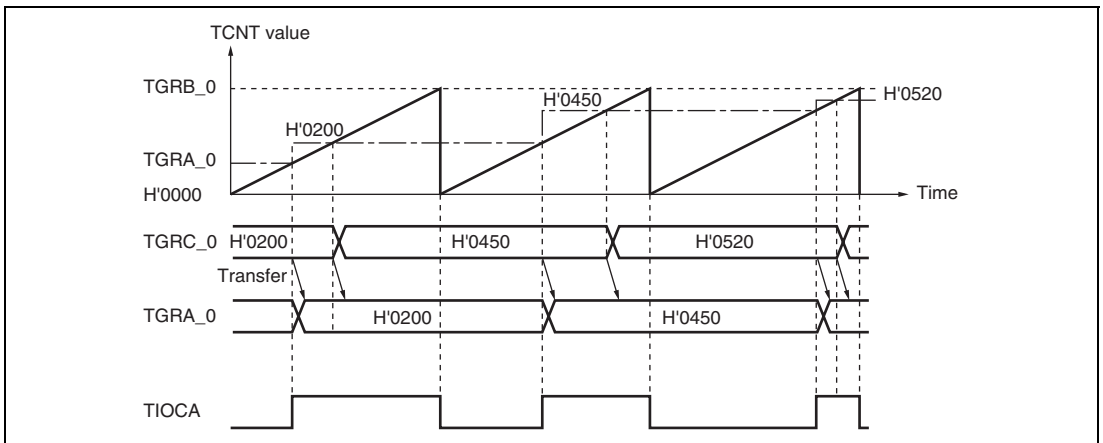 TCNT value
TGRB_0
H'0450
H'0520
H'0200
TGRA_0
H'0000
Time
TGRC_0 H'0200 H'0450 H'0520
Transfer
TGRA_0 H'0200 H'0450
TIOCA